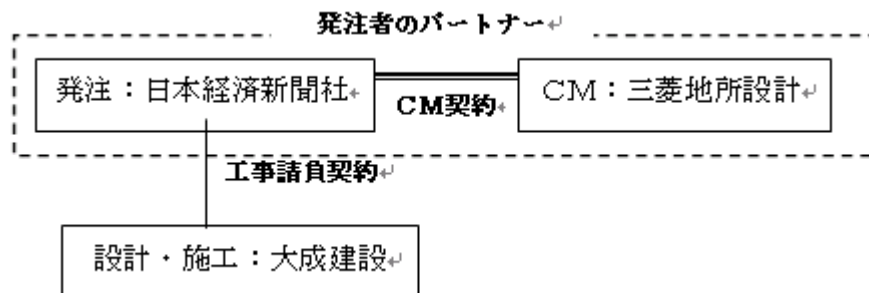 発注者のパートナー
発注：日本経済新聞社
CM契約
CM：三菱地所設計
工事請負契約
設計・施工：大成建設